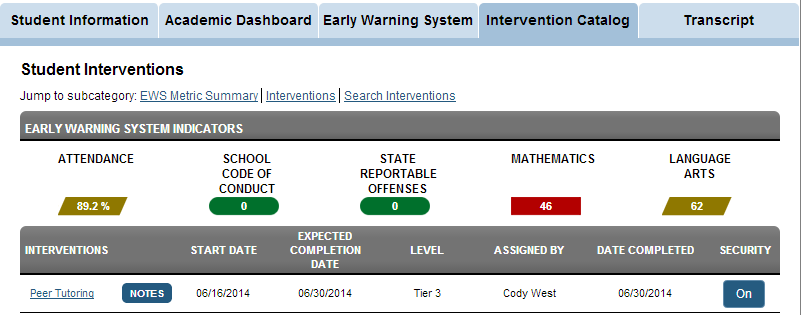 Student Information Academic Dashboard Early Warning System Intervention Catalog Transcript
Student Interventions
Jump to subcategory: EWS Metric Summary | Interventions | Search Interventions
EARLY WARNING SYSTEM INDICATORS
ATTENDANCE
SCHOOL
CODE OF
CONDUCT
STATE
REPORTABLE
OFFENSES
MATHEMATICS
LANGUAGE
ARTS
89.2 % 0 0 46 62
INTERVENTIONS
START DATE
EXPECTED
COMPLETION
DATE
LEVEL
ASSIGNED BY
DATE COMPLETED
SECURITY
Peer Tutoring NOTES 06/16/2014 06/30/2014 Tier 3 Cody West 06/30/2014 On